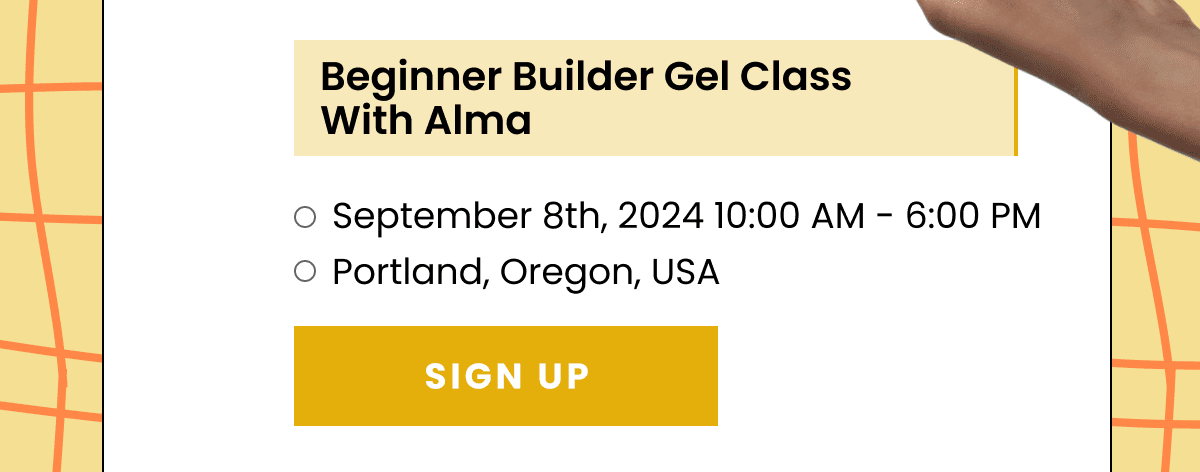 Beginner Builder Gel Class
With Alma
September 8th, 2024 10:00 AM - 6:00 PM
Portland, Oregon, USA
SIGN UP